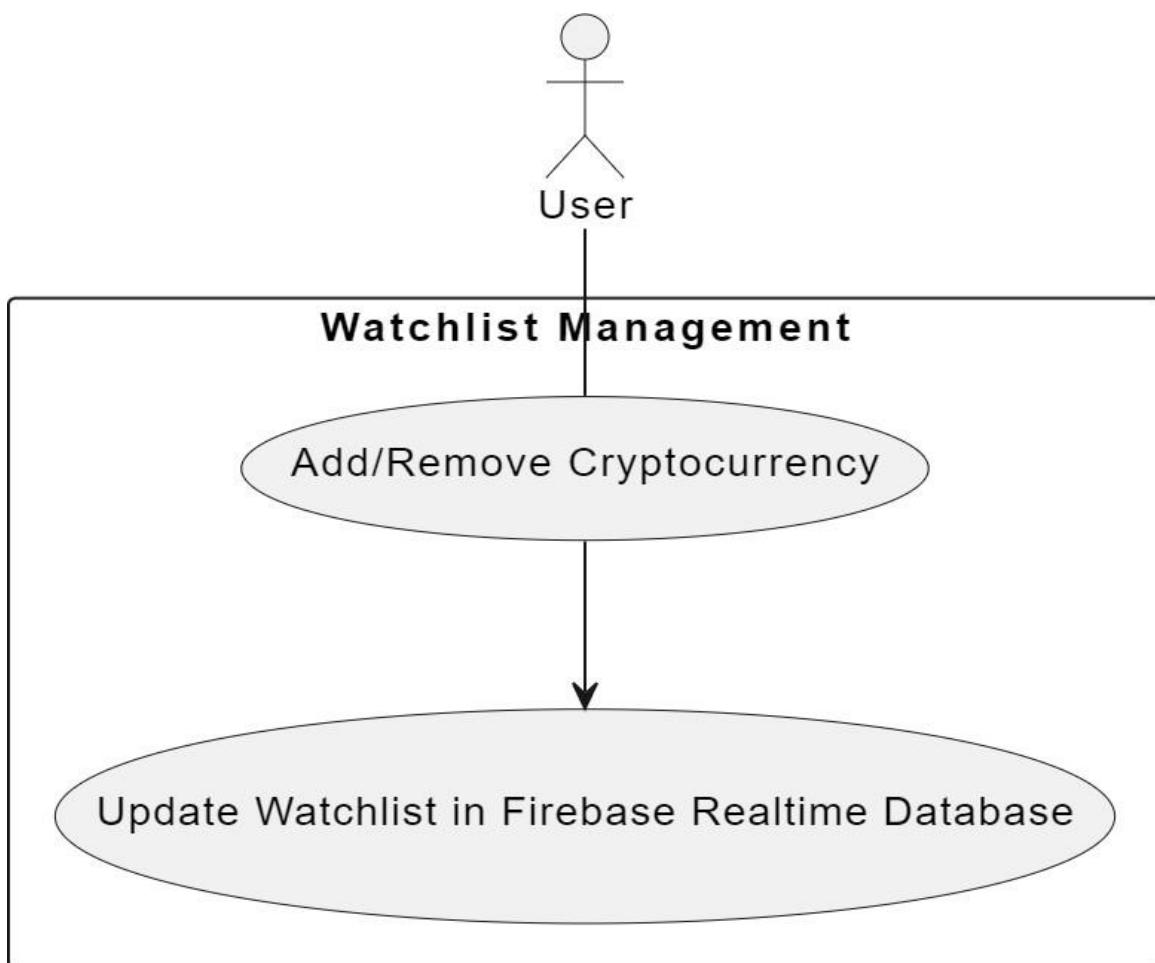 User
Watchlist Management
Add/Remove Cryptocurrency
Update Watchlist in Firebase Realtime Database